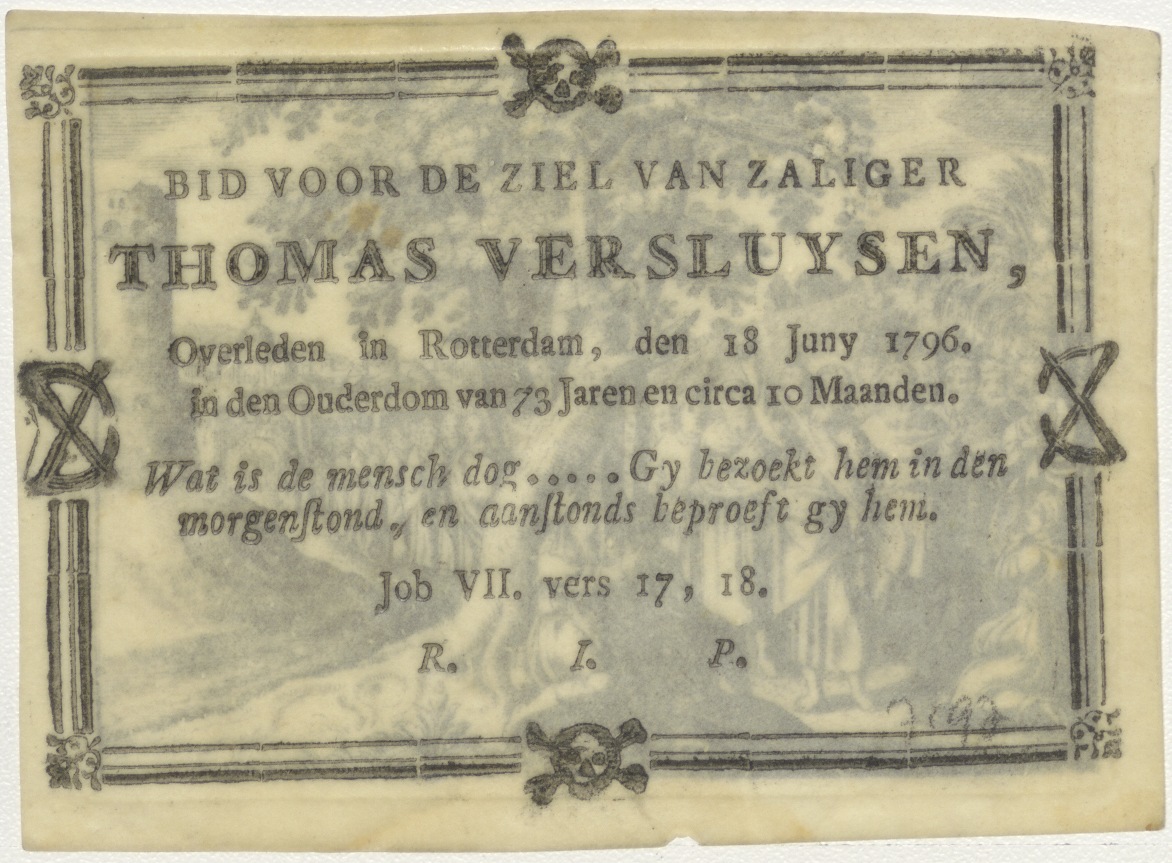 BID VOOR DE ZIEL VAN ZALIGER
THOMAS VERSLUYSEN,
Overleden in Rotterdam, den 18 Juny 1796.
in den Ouderdom van 73 Jaren en circa 10 Maanden.
Wat is de mensch dog.....Gy bezoekt hem in den
morgenſtond, en aanſtonds beproeft gy hem.
Job VII. vers 17, 18.
R. I. P.